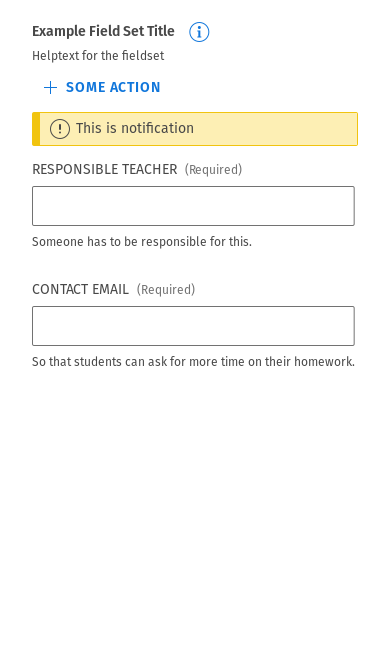 Example Field Set Title
Helptext for the fieldset
SOME ACTION
This is notification
RESPONSIBLE TEACHER (Required)
Someone has to be responsible for this.
CONTACT EMAIL (Required)
So that students can ask for more time on their homework.